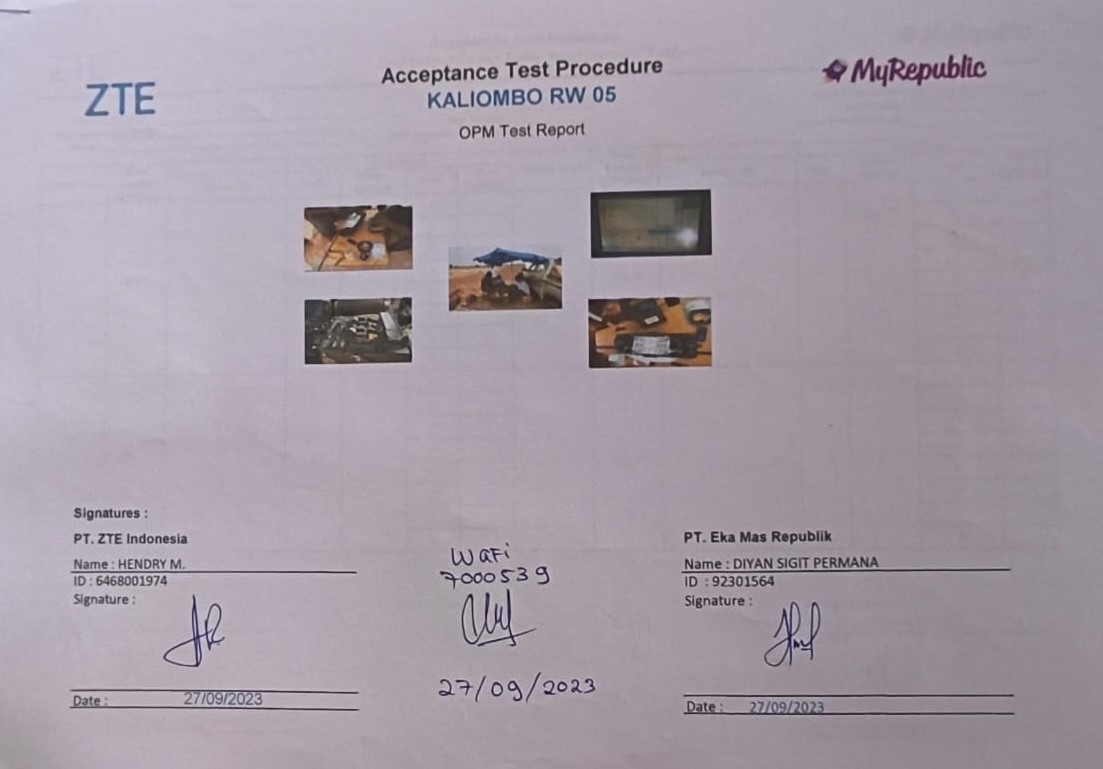 ZTE
Acceptance Test Procedure
KALIOMBO RW 05
OPM Test Report
MyRepublic
Signatures :
PT. ZTE Indonesia
Name : HENDRY M.
ID : 6468001974
Signature :
Date : 27/09/2023
WAFi
7000539
27/09/2023
PT. Eka Mas Republik
Name : DIYAN SIGIT PERMANA
ID : 92301564
Signature :
Date : 27/09/2023